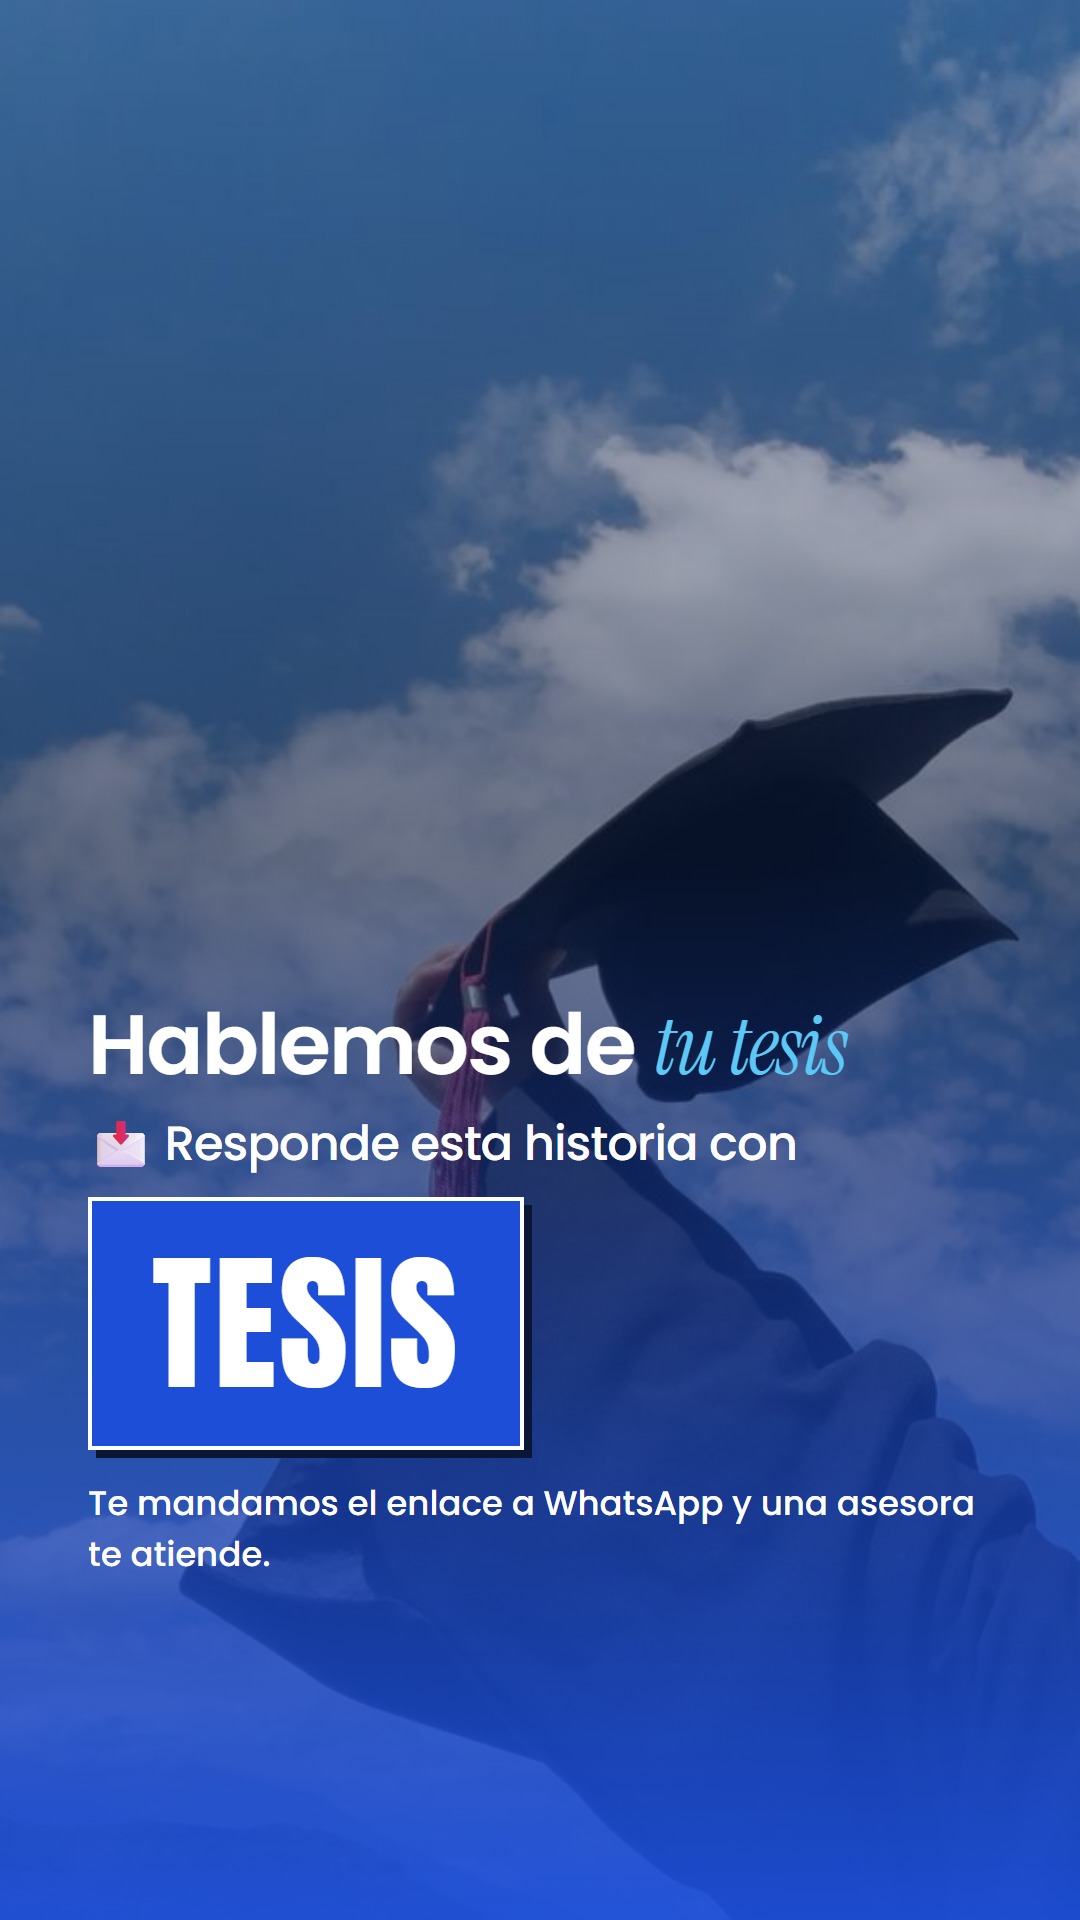 Hablemos de tu tesis
Responde esta historia con
TESIS
Te mandamos el enlace a WhatsApp y una asesora
te atiende.